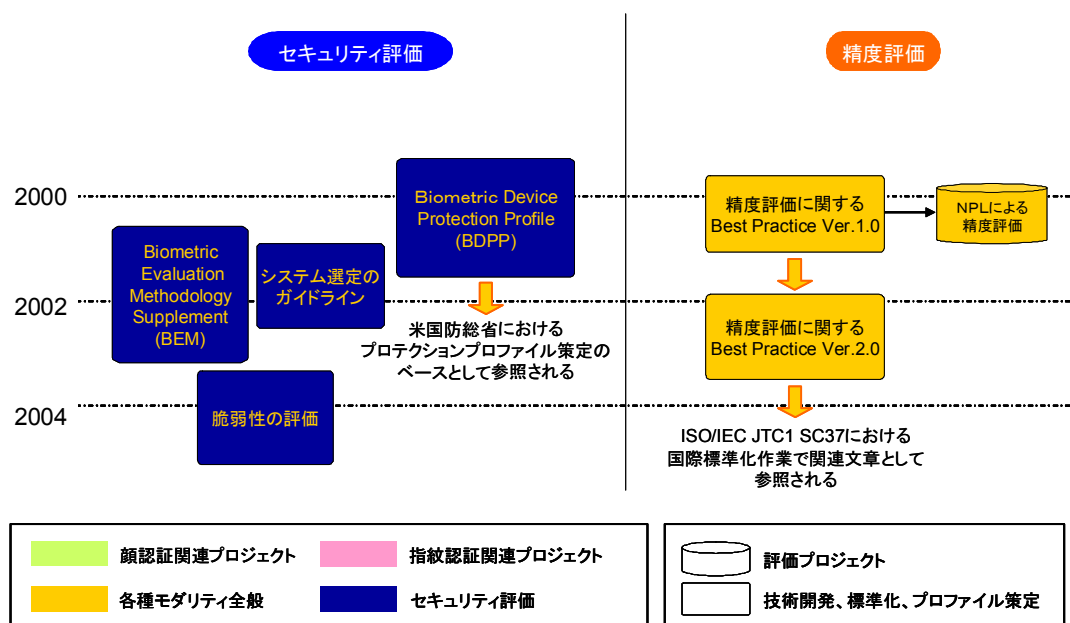 セキュリティ評価
精度評価
2000
2002
2004
Biometric Device
Protection Profile
(BDPP)
Biometric
Evaluation
Methodology
Supplement
(BEM)
システム選定の
ガイドライン
米国防総省における
プロテクションプロファイル策定の
ベースとして参照される
脆弱性の評価
精度評価に関する
Best Practice Ver.1.0
NPLによる
精度評価
精度評価に関する
Best Practice Ver.2.0
ISO/IEC JTC1 SC37における
国際標準化作業で関連文章として
参照される
顔認証関連プロジェクト
指紋認証関連プロジェクト
各種モダリティ全般
セキュリティ評価
評価プロジェクト
技術開発、標準化、プロファイル策定